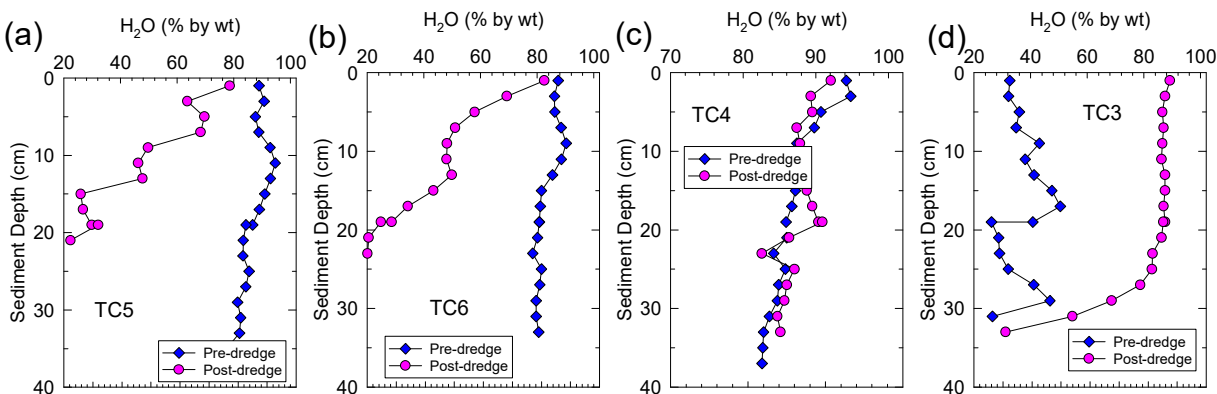 (a)
H2O (% by wt)
20 40 60 80 100
Sediment Depth (cm)
0
10
20
30
40
TC5
Pre-dredge
Post-dredge
(b)
H2O (% by wt)
20 40 60 80 100
Sediment Depth (cm)
0
10
20
30
40
TC6
Pre-dredge
Post-dredge
(c)
H2O (% by wt)
70 80 90 100
Sediment Depth (cm)
0
10
20
30
40
TC4
Pre-dredge
Post-dredge
(d)
H2O (% by wt)
20 40 60 80 100
Sediment Depth (cm)
0
10
20
30
40
TC3
Pre-dredge
Post-dredge